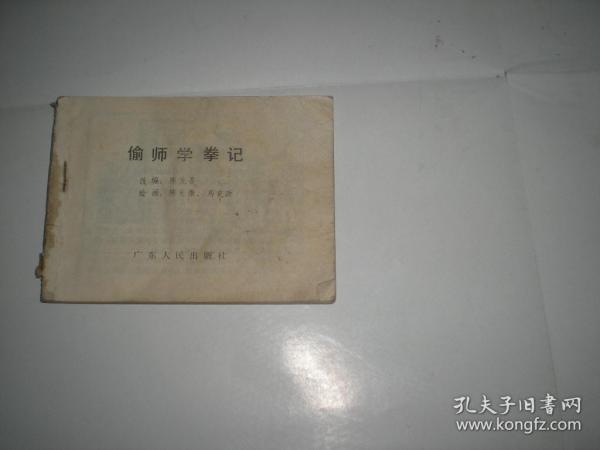 偷师学拳记
改编：
绘画：
广东人民出版社
孔夫子旧书网
www.kongfz.com